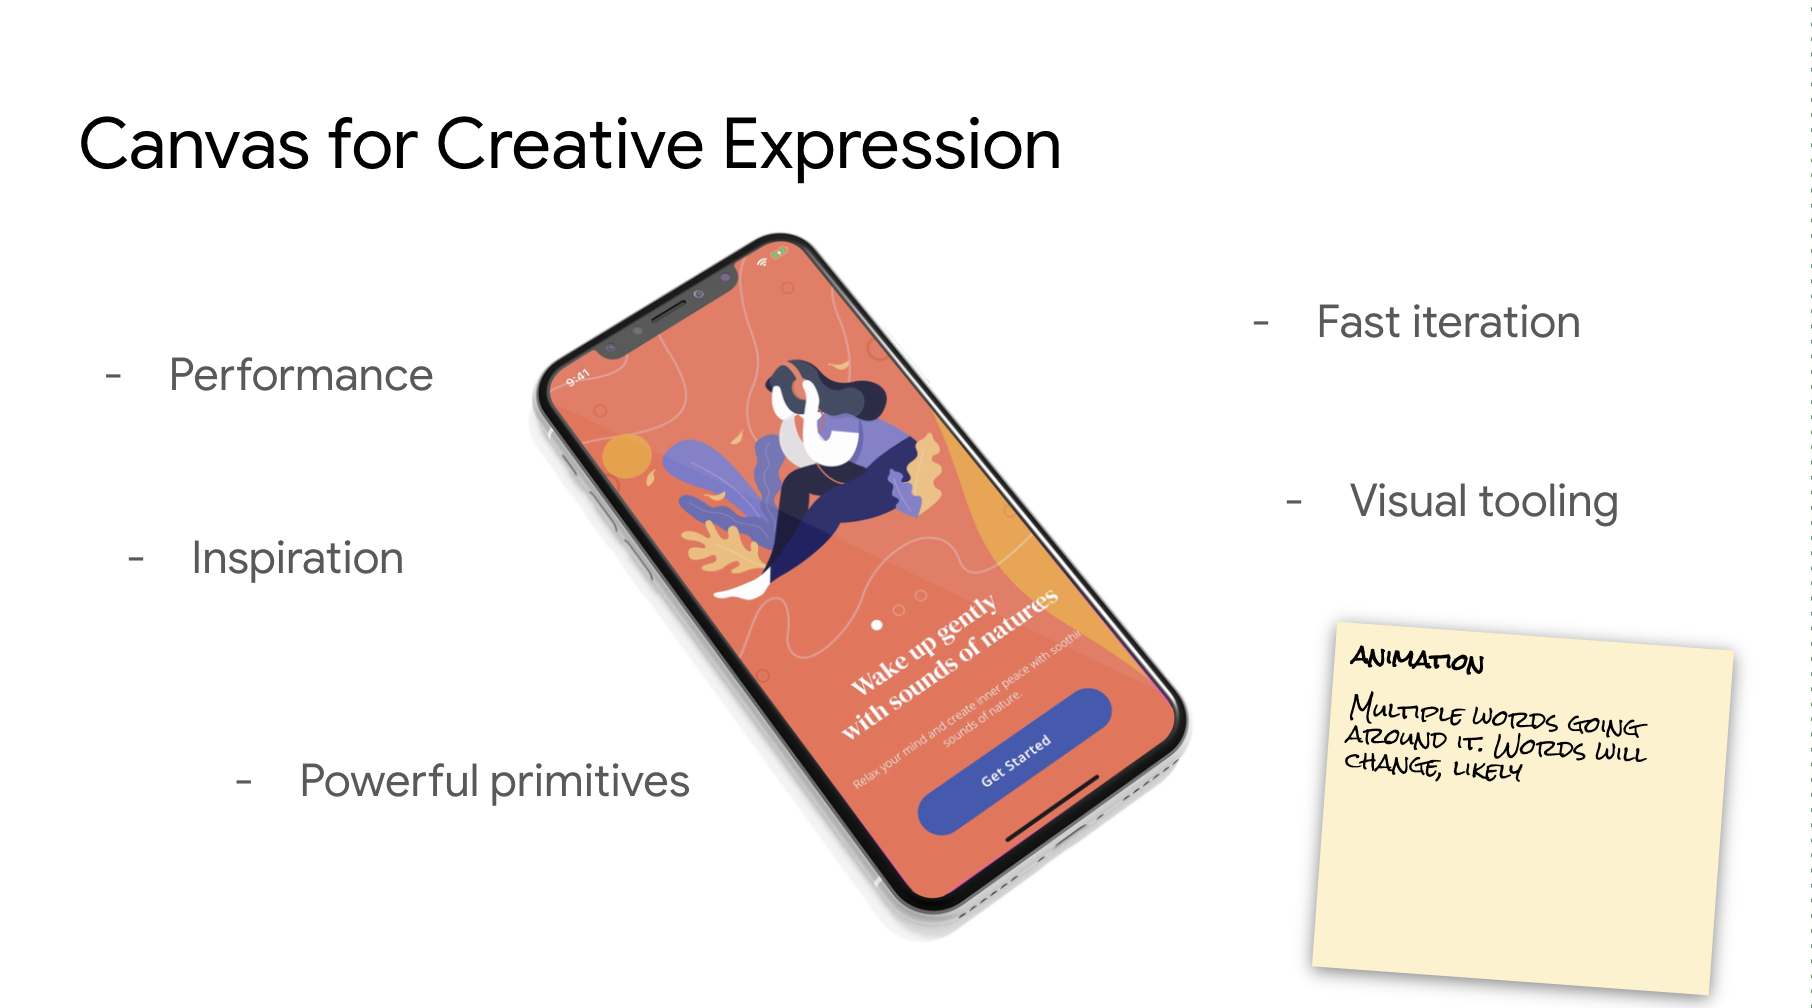 Canvas for Creative Expression
- Performance
- Inspiration
- Powerful primitives
9:41
Wake up gently
with sounds of natures
Relax your mind and create inner peace with soothin
sounds of nature.
Get Started
- Fast iteration
- Visual tooling
ANIMATION
MULTIPLE WORDS GOING
AROUND IT. WORDS WILL
CHANGE, LIKELY